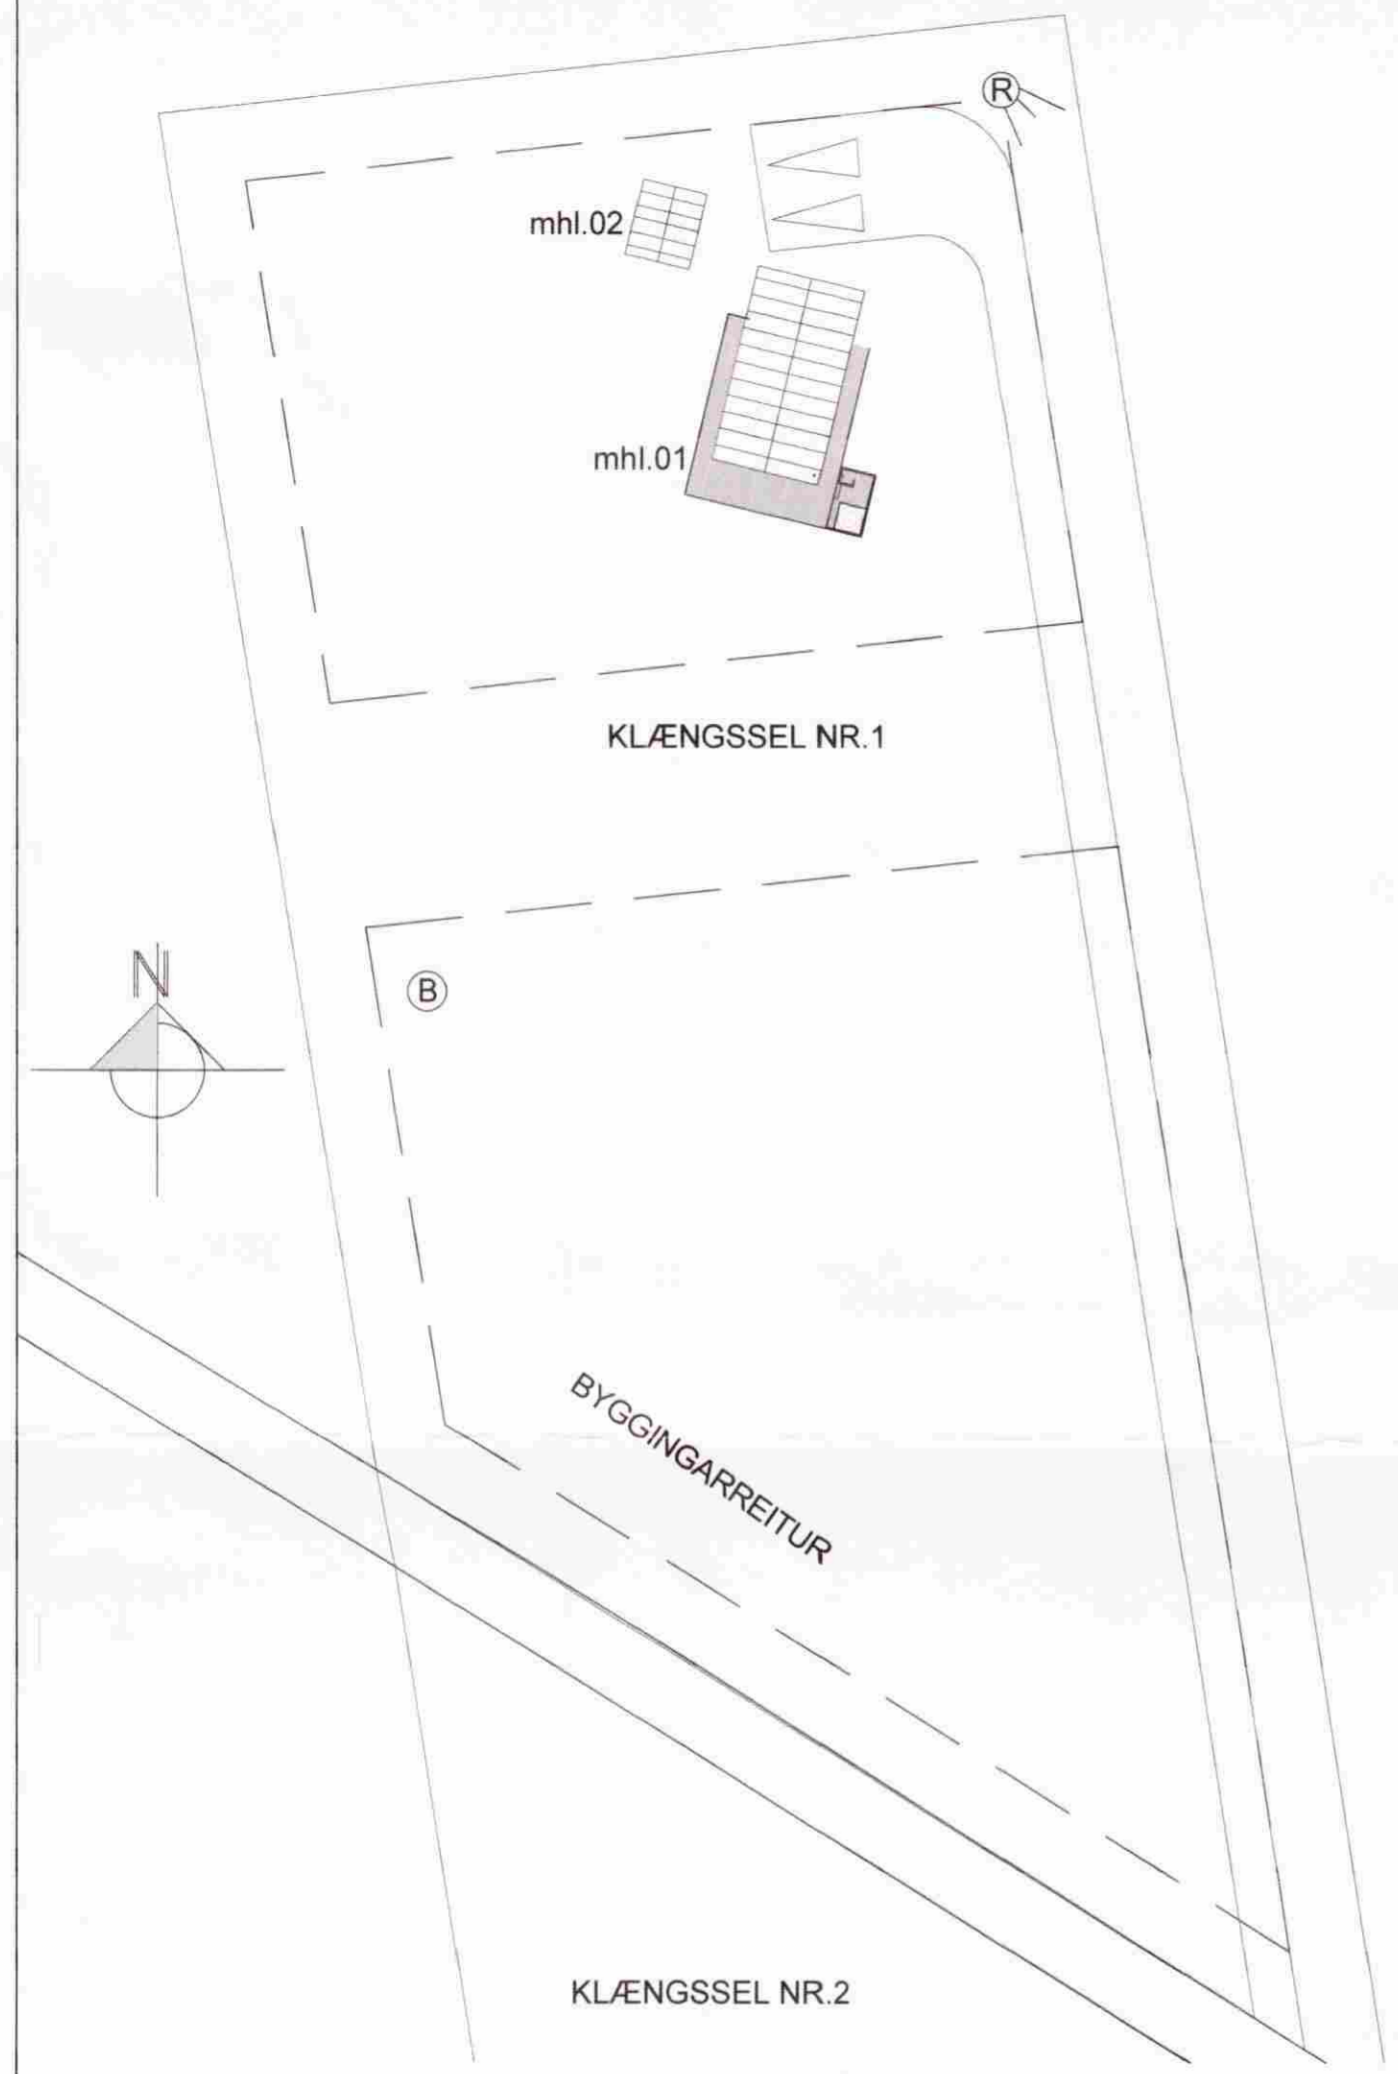 R
mhl.02
mhl.01
KLÆNGSSEL NR.1
N
B
BYGGINGARREITUR
KLÆNGSSEL NR.2